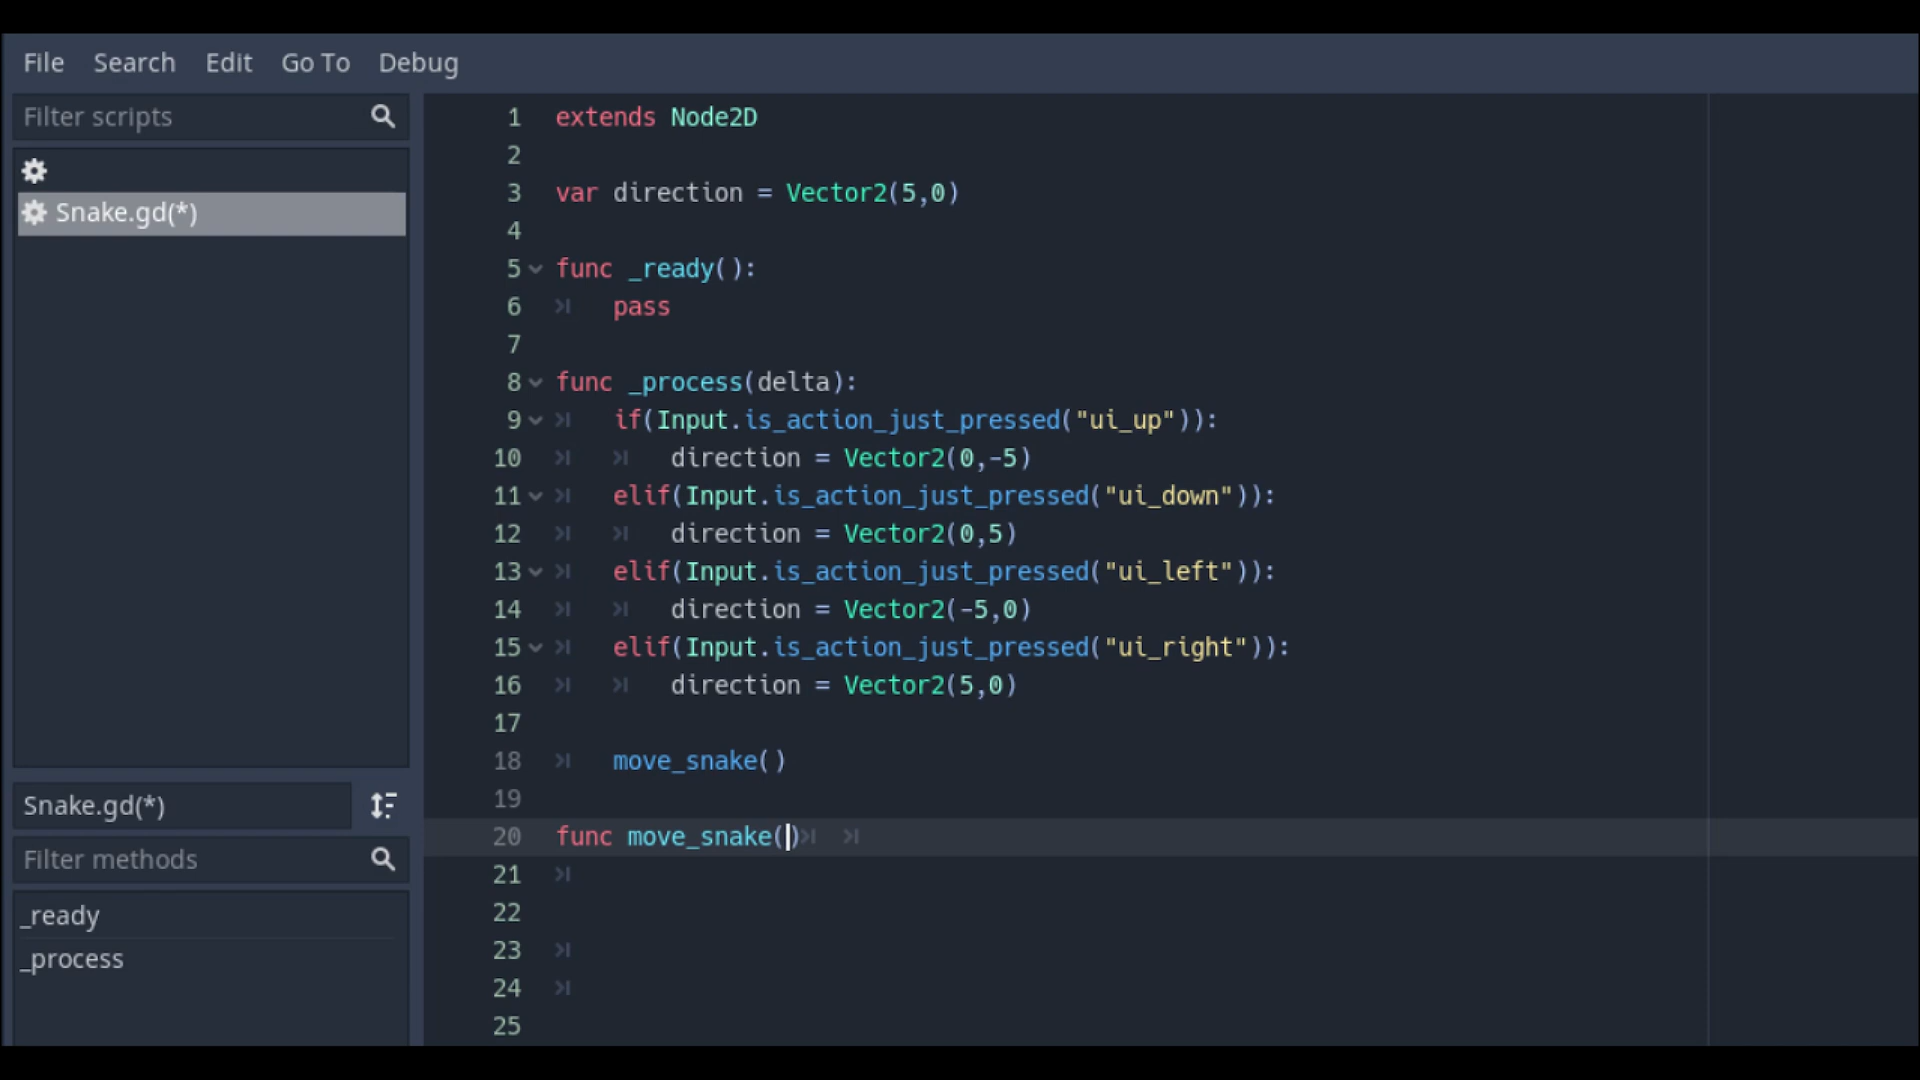 File Search Edit Go To Debug
Filter scripts
Snake.gd(*)
Snake.gd(*)
Filter methods
_ready
_process
1 extends Node2D
2
3 var direction = Vector2(5,0)
4
5 func _ready():
6 pass
7
8 func _process(delta):
9 if(Input.is_action_just_pressed("ui_up")):
10 direction = Vector2(0,-5)
11 elif(Input.is_action_just_pressed("ui_down")):
12 direction = Vector2(0,5)
13 elif(Input.is_action_just_pressed("ui_left")):
14 direction = Vector2(-5,0)
15 elif(Input.is_action_just_pressed("ui_right")):
16 direction = Vector2(5,0)
17
18 move_snake()
19
20 func move_snake()
21
22
23
24
25